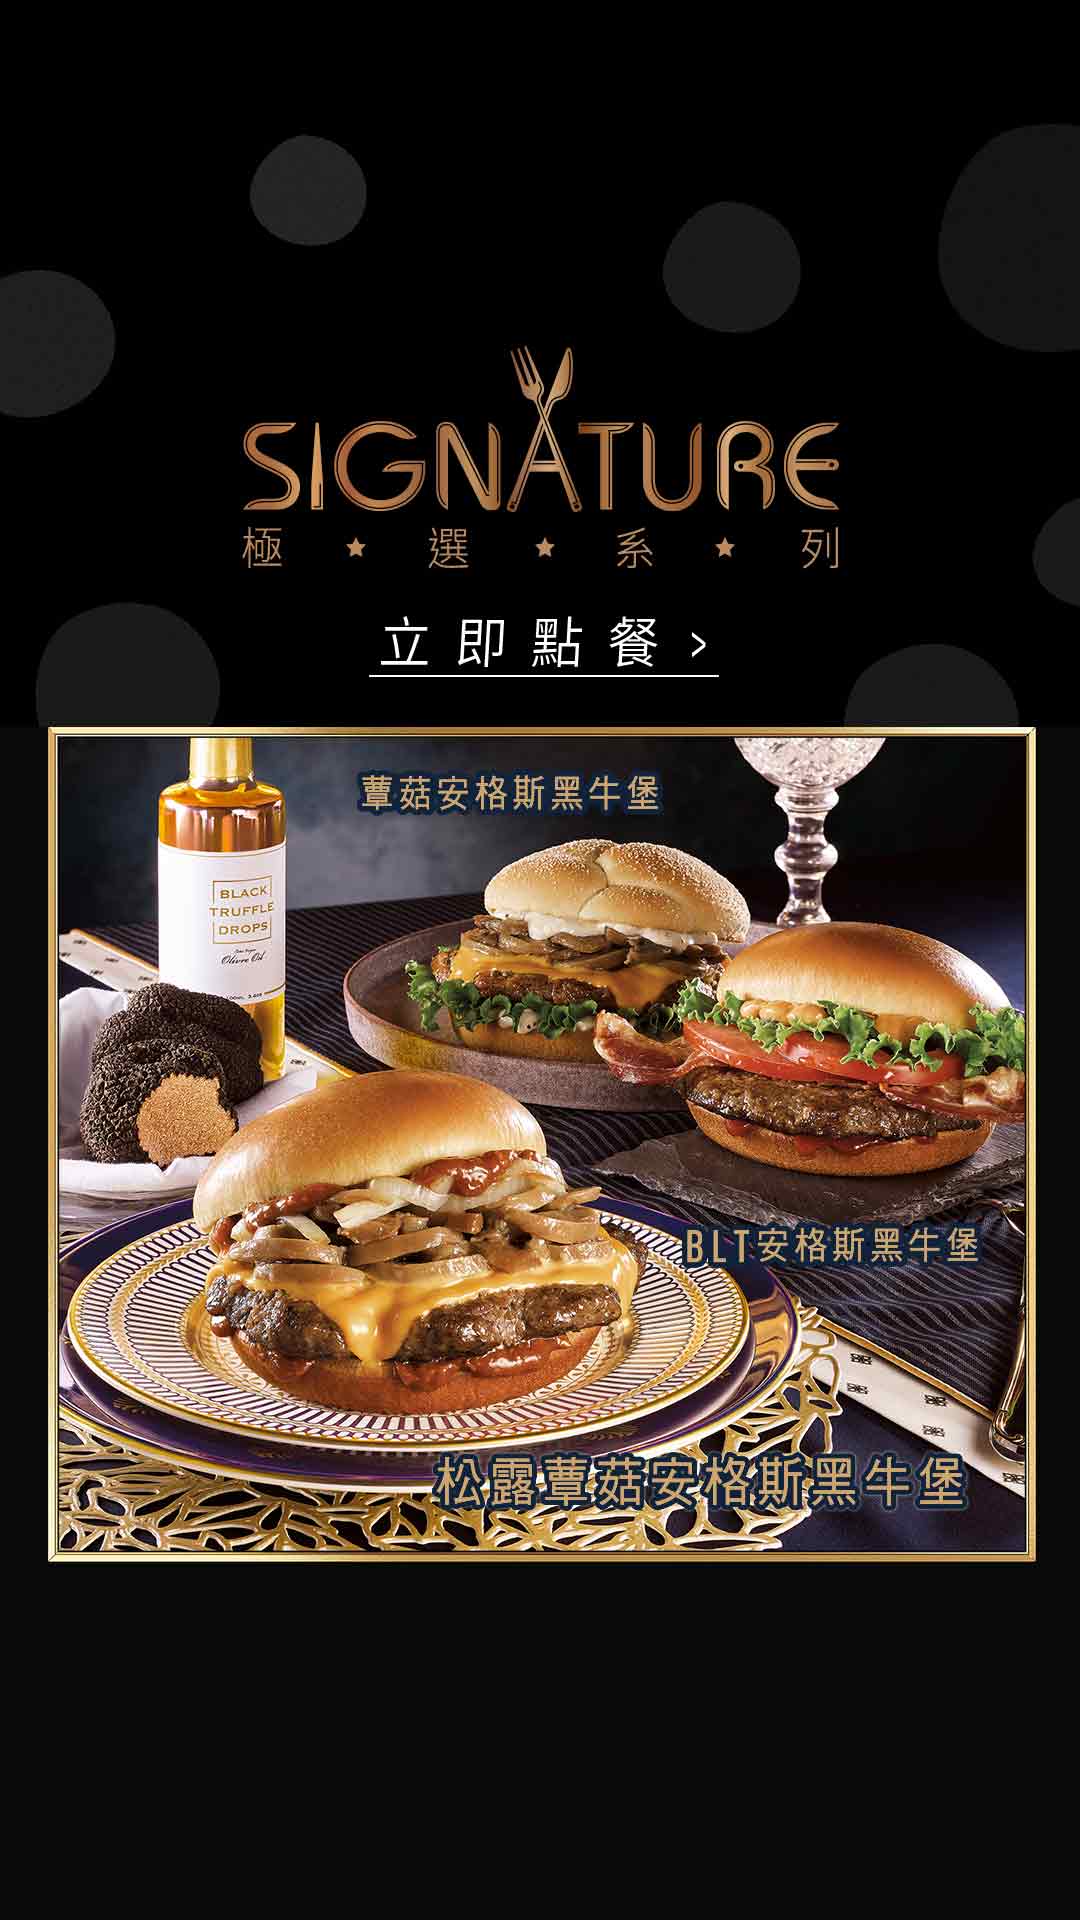 SIGNATURE
極★選★系★列
立即點餐>
蕈菇安格斯黑牛堡
BLACK
TRUFFLE
DROPS
Olivre Oil
BLT安格斯黑牛堡
松露蕈菇安格斯黑牛堡